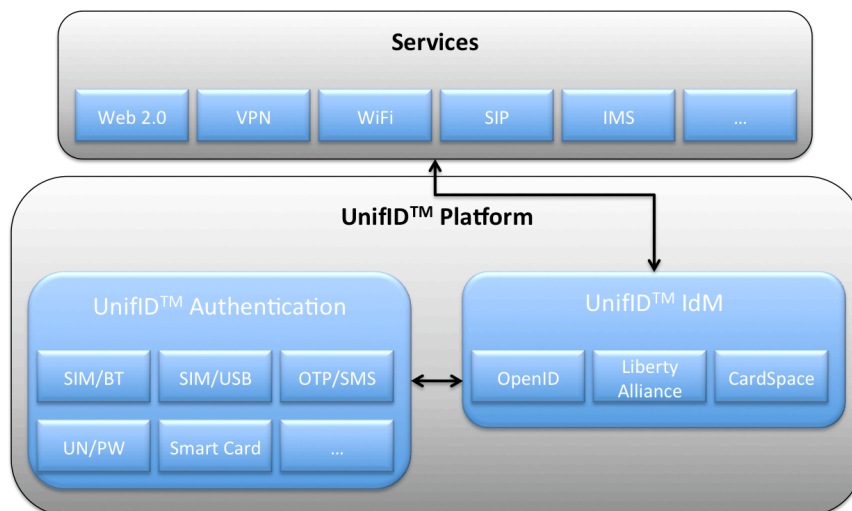 Services
Web 2.0 VPN WiFi SIP IMS ...
UnifID™ Platform
UnifID™ Authentication
SIM/BT SIM/USB OTP/SMS
UN/PW Smart Card ...
UnifID™ IdM
OpenID
Liberty
Alliance
CardSpace